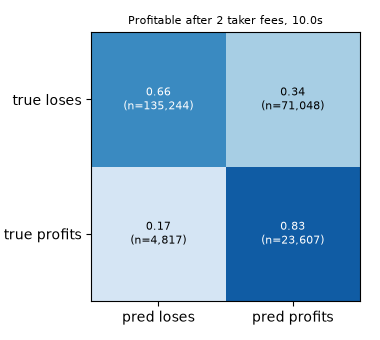 Profitable after 2 taker fees, 10.0s
true loses
0.66
(n=135,244)
0.34
(n=71,048)
true profits
0.17
(n=4,817)
0.83
(n=23,607)
pred loses
pred profits